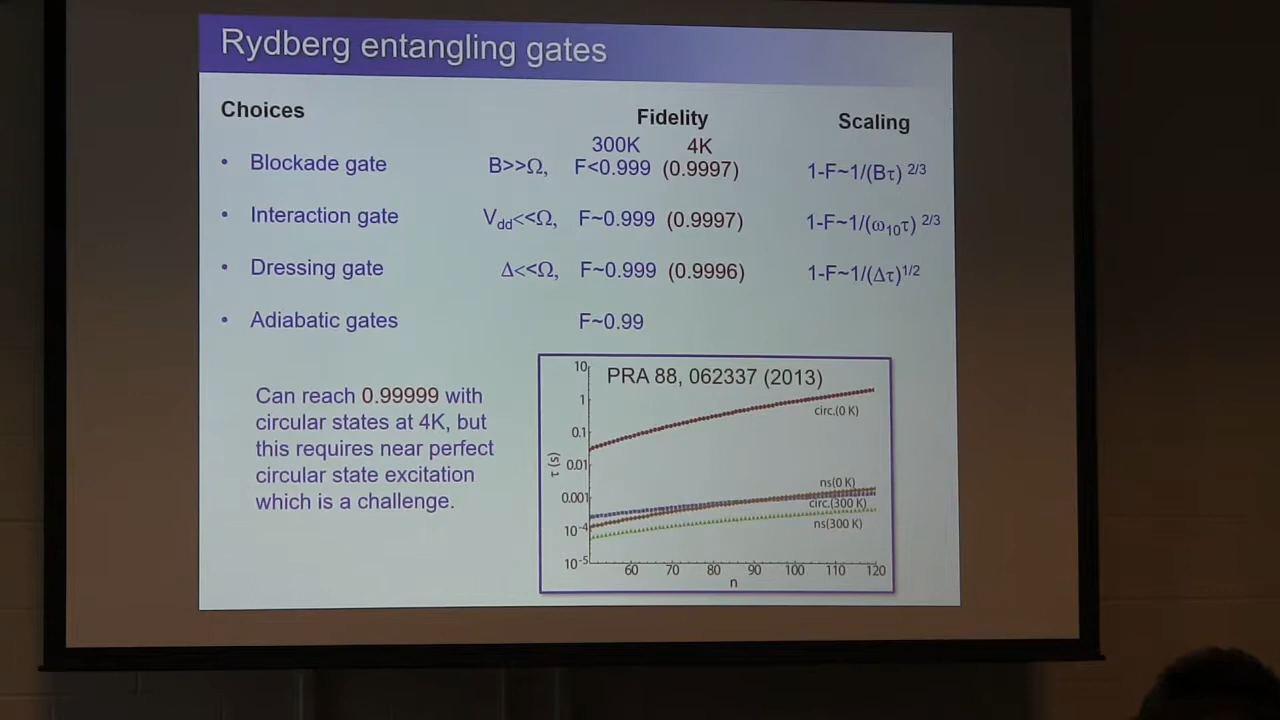 Rydberg entangling gates
Choices
Fidelity
Scaling
300K 4K
• Blockade gate B>>Ω, F<0.999 (0.9997) 1-F~1/(Bτ) 2/3
• Interaction gate Vdd<<Ω, F~0.999 (0.9997) 1-F~1/(ω10τ) 2/3
• Dressing gate Δ<<Ω, F~0.999 (0.9996) 1-F~1/(Δτ)1/2
• Adiabatic gates F~0.99
Can reach 0.99999 with
circular states at 4K, but
this requires near perfect
circular state excitation
which is a challenge.
PRA 88, 062337 (2013)
10
1
0.1
0.01
0.001
10-4
10-5
τ (s)
circ.(0 K)
ns(0 K)
circ.(300 K)
ns(300 K)
60 70 80 90 100 110 120
n